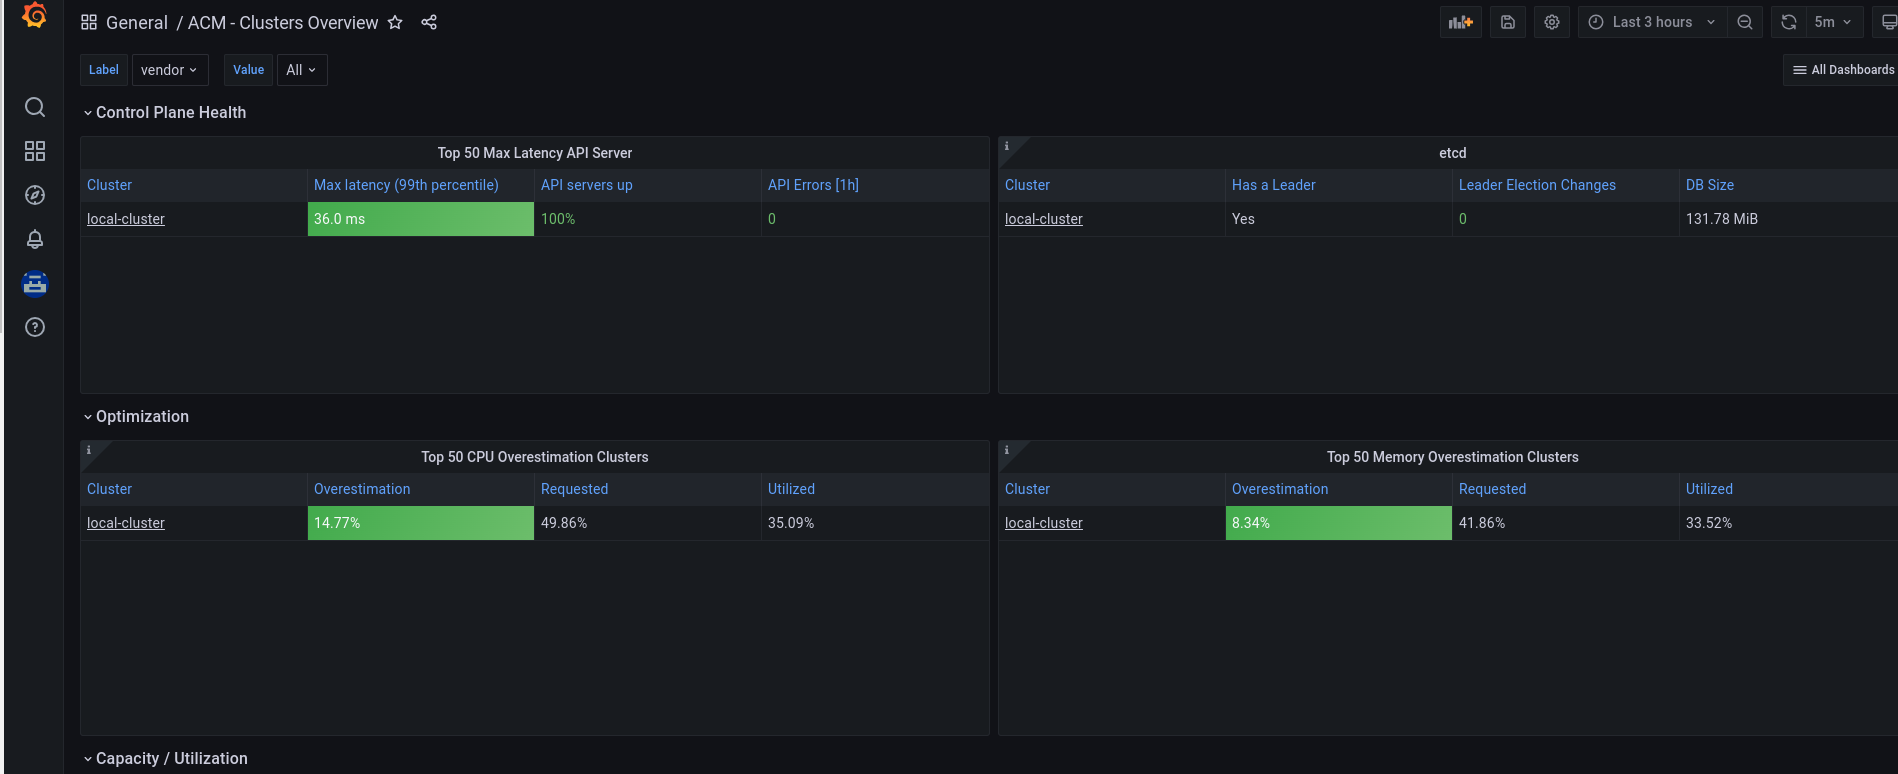 General / ACM - Clusters Overview
Last 3 hours
5m
Label vendor Value All
All Dashboards
Control Plane Health
Top 50 Max Latency API Server
Cluster Max latency (99th percentile) API servers up API Errors [1h]
local-cluster 36.0 ms 100% 0
etcd
Cluster Has a Leader Leader Election Changes DB Size
local-cluster Yes 0 131.78 MiB
Optimization
Top 50 CPU Overestimation Clusters
Cluster Overestimation Requested Utilized
local-cluster 14.77% 49.86% 35.09%
Top 50 Memory Overestimation Clusters
Cluster Overestimation Requested Utilized
local-cluster 8.34% 41.86% 33.52%
Capacity / Utilization